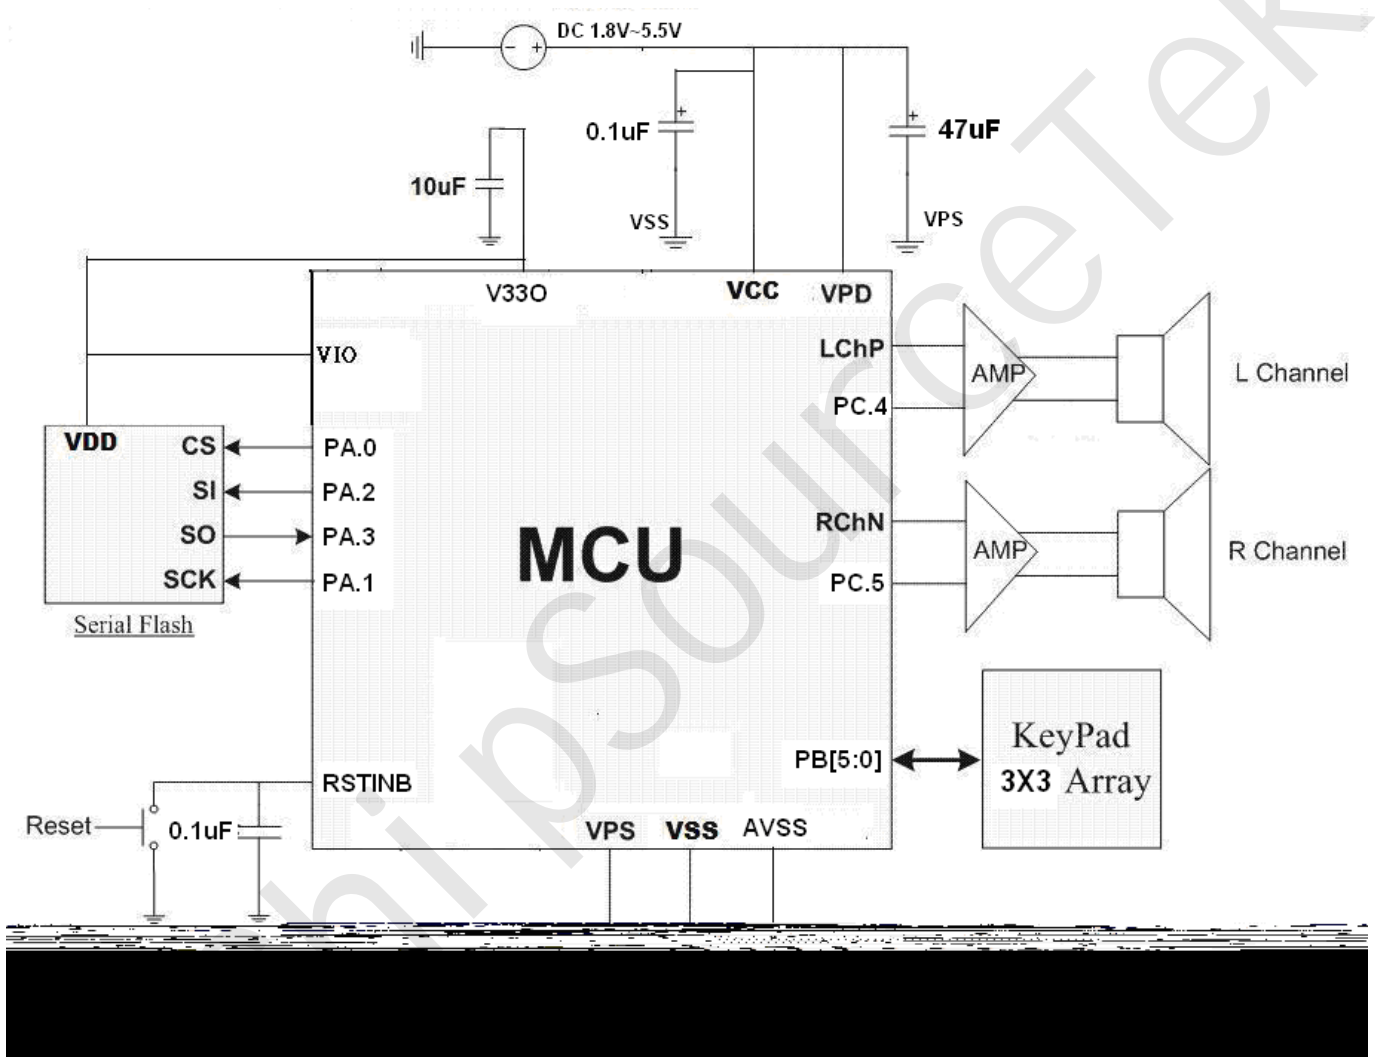 DC 1.8V~5.5V
- +
+
0.1uF
+
47uF
10uF
VSS
VPS
V33O
VCC
VPD
VIO
LChP
AMP
L Channel
PC.4
VDD
CS
PA.0
SI
PA.2
SO
PA.3
SCK
PA.1
Serial Flash
MCU
RChN
AMP
R Channel
PC.5
KeyPad
3X3 Array
PB[5:0]
RSTINB
Reset
0.1uF
VPS
VSS
AVSS
hipSourceTek